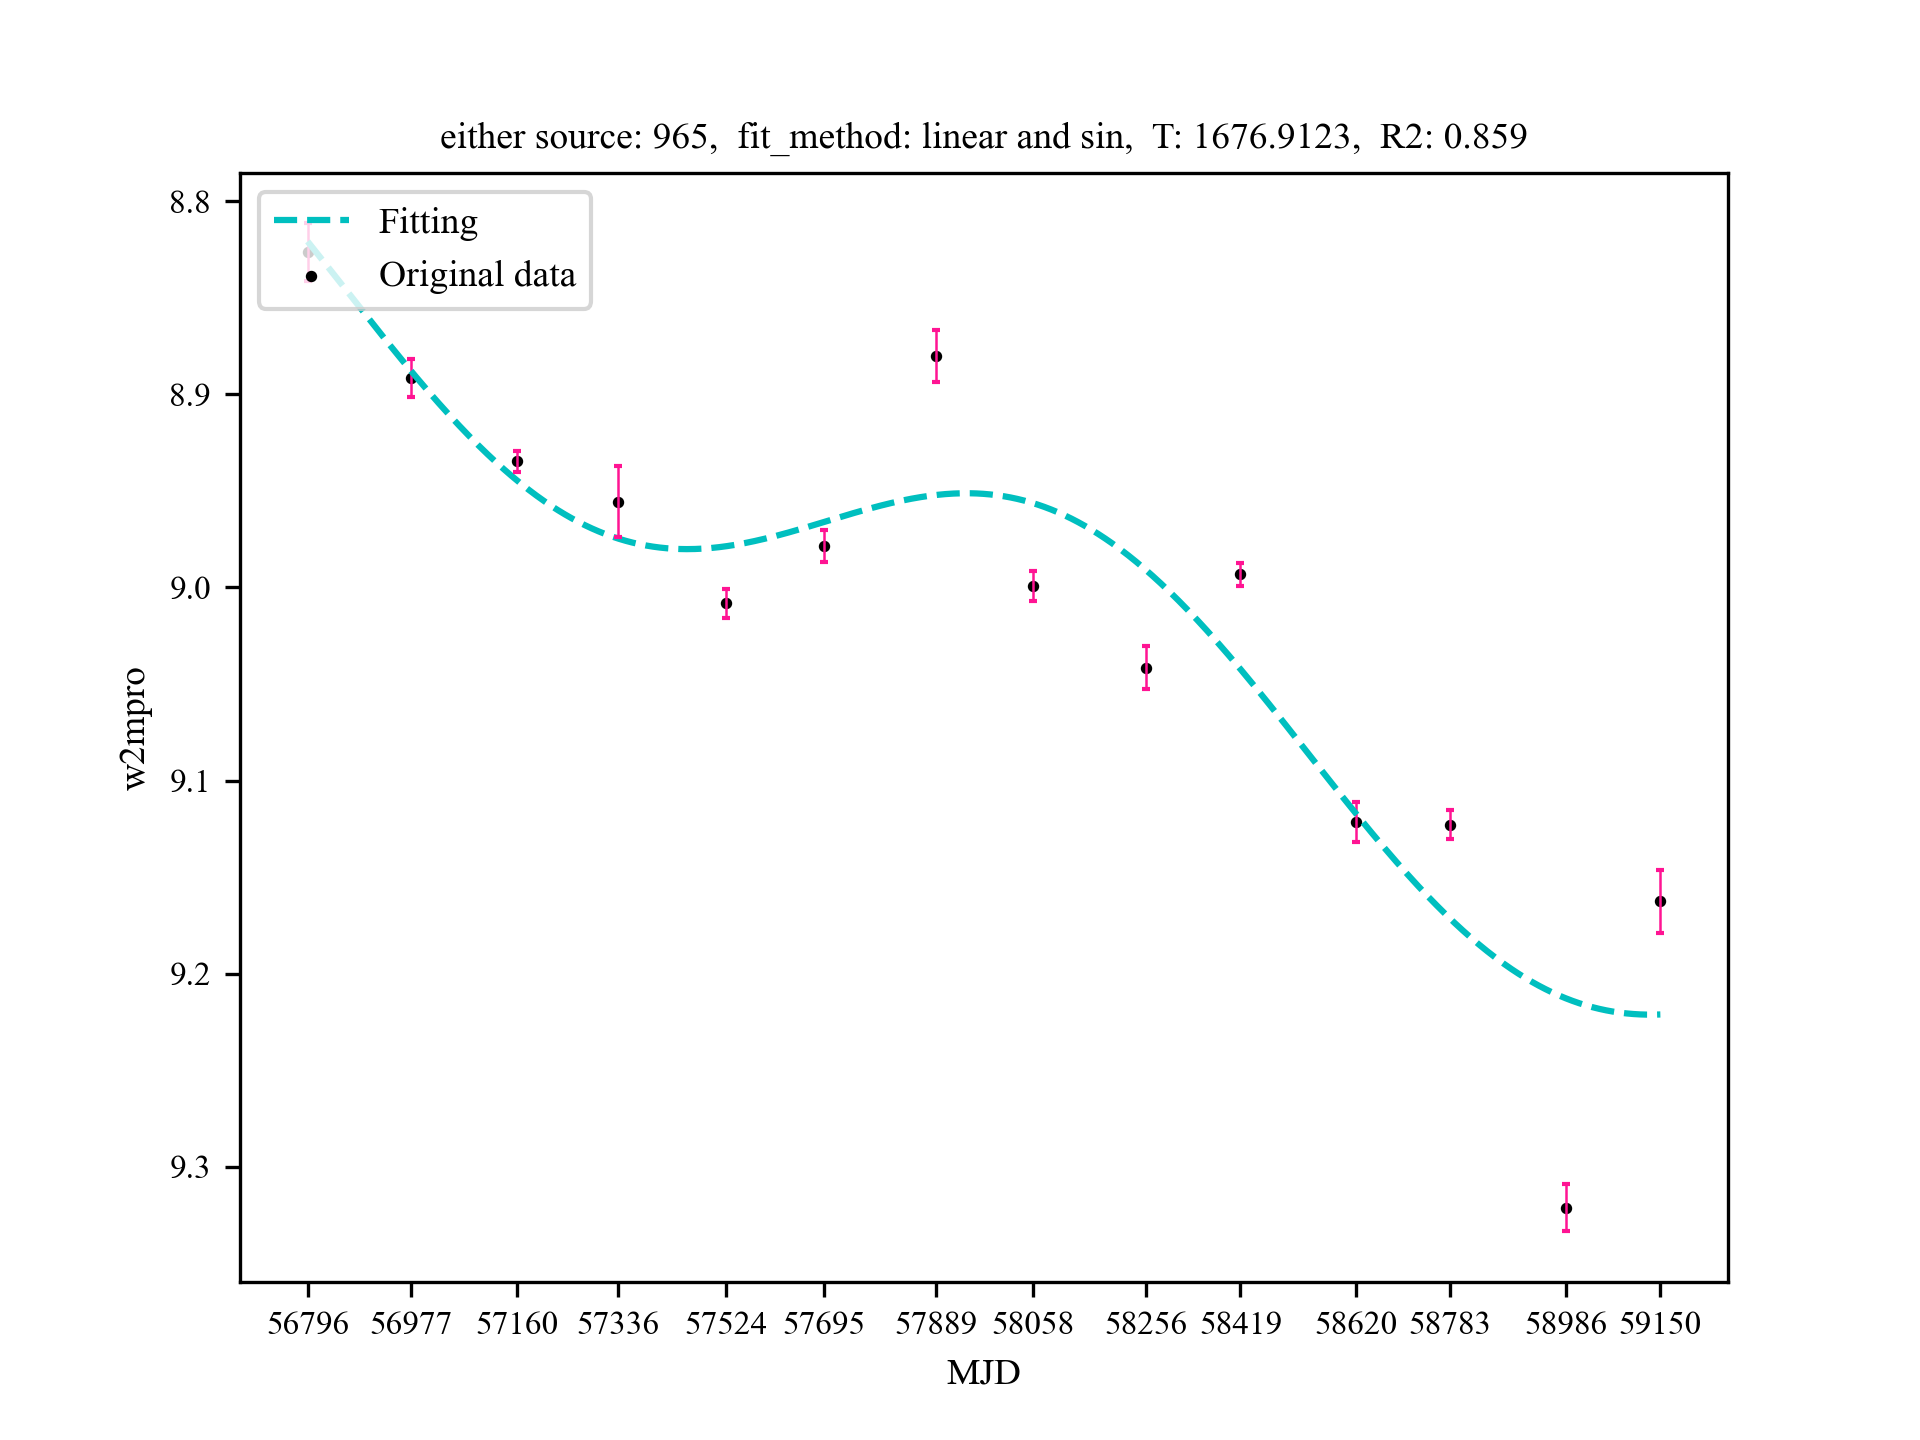 either source: 965,  fit_method: linear and sin,  T: 1676.9123,  R2: 0.859
Fitting
Original data
8.8
8.9
9.0
9.1
9.2
9.3
w2mpro
56796 56977 57160 57336 57524 57695 57889 58058 58256 58419 58620 58783 58986 59150
MJD